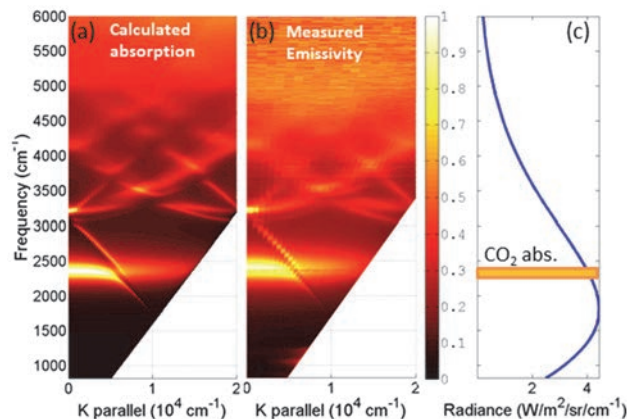 (a) Calculated absorption
(b) Measured Emissivity
(c)
Frequency (cm⁻¹)
6000
5500
5000
4500
4000
3500
3000
2500
2000
1500
1000
0 1 2
K parallel (10⁴ cm⁻¹)
0 1 2
K parallel (10⁴ cm⁻¹)
1
0.9
0.8
0.7
0.6
0.5
0.4
0.3
0.2
0.1
0
CO₂ abs.
2 4
Radiance (W/m²/sr/cm⁻¹)